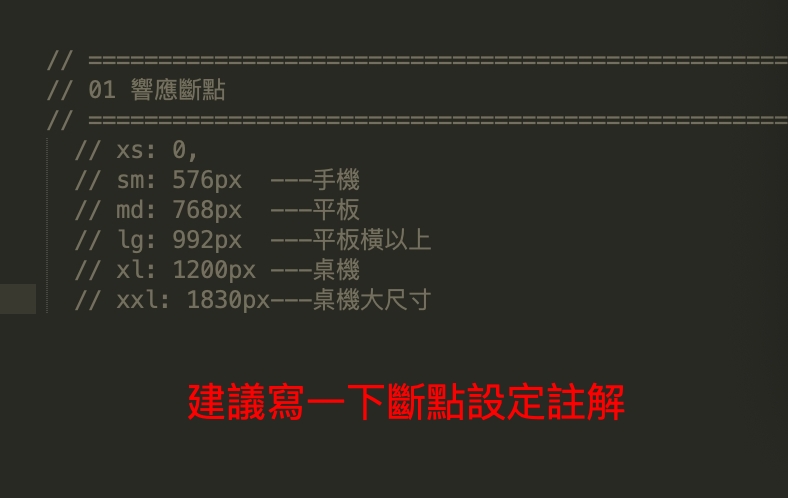 // ==================================================
// 01 響應斷點
// ==================================================
// xs: 0,
// sm: 576px  ---手機
// md: 768px  ---平板
// lg: 992px  ---平板橫以上
// xl: 1200px ---桌機
// xxl: 1830px---桌機大尺寸
建議寫一下斷點設定註解